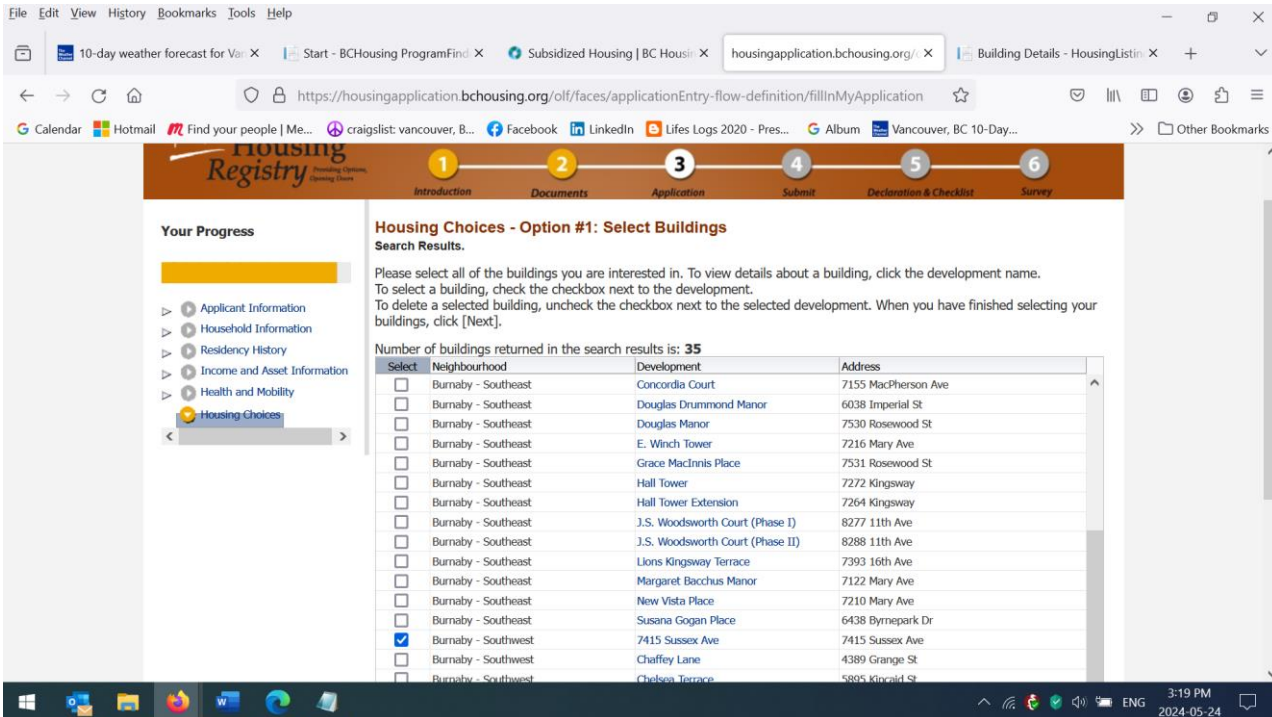 File Edit View History Bookmarks Tools Help
10-day weather forecast for Van
Start - BCHousing ProgramFind
Subsidized Housing | BC Housin
housingapplication.bchousing.org/
Building Details - HousingListin
https://housingapplication.bchousing.org/olf/faces/applicationEntry-flow-definition/fillInMyApplication
Calendar Hotmail Find your people | Me... craigslist: vancouver, B... Facebook LinkedIn Lifes Logs 2020 - Pres... Album Vancouver, BC 10-Day... Other Bookmarks
Housing
Registry Providing Options, Opening Doors
1 2 3 4 5 6
Introduction Documents Application Submit Declaration & Checklist Survey
Your Progress
Applicant Information
Household Information
Residency History
Income and Asset Information
Health and Mobility
Housing Choices
Housing Choices - Option #1: Select Buildings
Search Results.
Please select all of the buildings you are interested in. To view details about a building, click the development name.
To select a building, check the checkbox next to the development.
To delete a selected building, uncheck the checkbox next to the selected development. When you have finished selecting your
buildings, click [Next].
Number of buildings returned in the search results is: 35
Select Neighbourhood Development Address
Burnaby - Southeast Concordia Court 7155 MacPherson Ave
Burnaby - Southeast Douglas Drummond Manor 6038 Imperial St
Burnaby - Southeast Douglas Manor 7530 Rosewood St
Burnaby - Southeast E. Winch Tower 7216 Mary Ave
Burnaby - Southeast Grace MacInnis Place 7531 Rosewood St
Burnaby - Southeast Hall Tower 7272 Kingsway
Burnaby - Southeast Hall Tower Extension 7264 Kingsway
Burnaby - Southeast J.S. Woodsworth Court (Phase I) 8277 11th Ave
Burnaby - Southeast J.S. Woodsworth Court (Phase II) 8288 11th Ave
Burnaby - Southeast Lions Kingsway Terrace 7393 16th Ave
Burnaby - Southeast Margaret Bacchus Manor 7122 Mary Ave
Burnaby - Southeast New Vista Place 7210 Mary Ave
Burnaby - Southeast Susana Gogan Place 6438 Byrnepark Dr
Burnaby - Southwest 7415 Sussex Ave 7415 Sussex Ave
Burnaby - Southwest Chaffey Lane 4389 Grange St
Burnaby - Southwest Chelsea Terrace 5895 Kincaid St
ENG
3:19 PM
2024-05-24